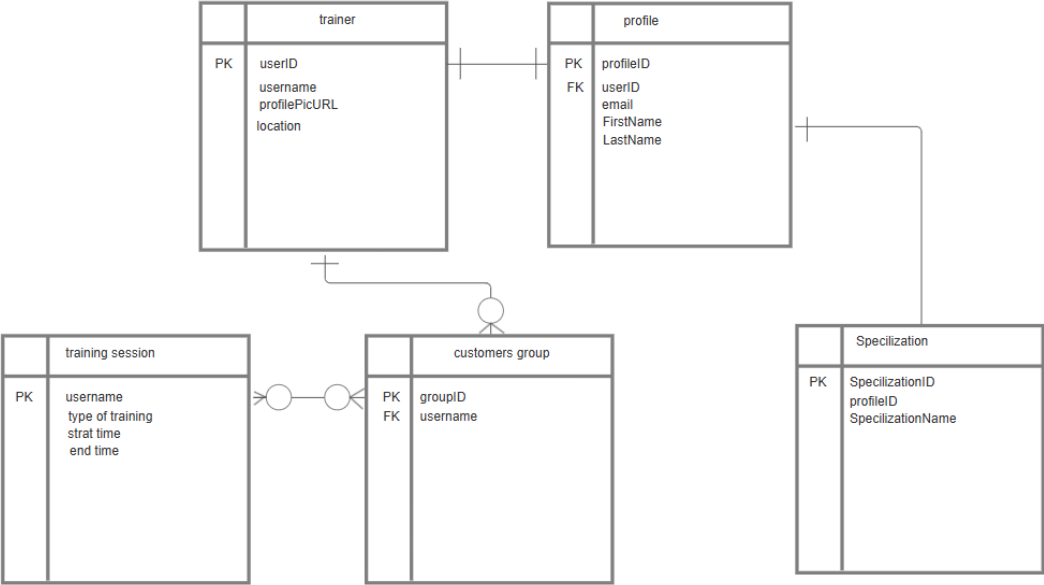 trainer
PK userID
username
profilePicURL
location
profile
PK profileID
FK userID
email
FirstName
LastName
training session
PK username
type of training
strat time
end time
customers group
PK groupID
FK username
Specilization
PK SpecilizationID
profileID
SpecilizationName